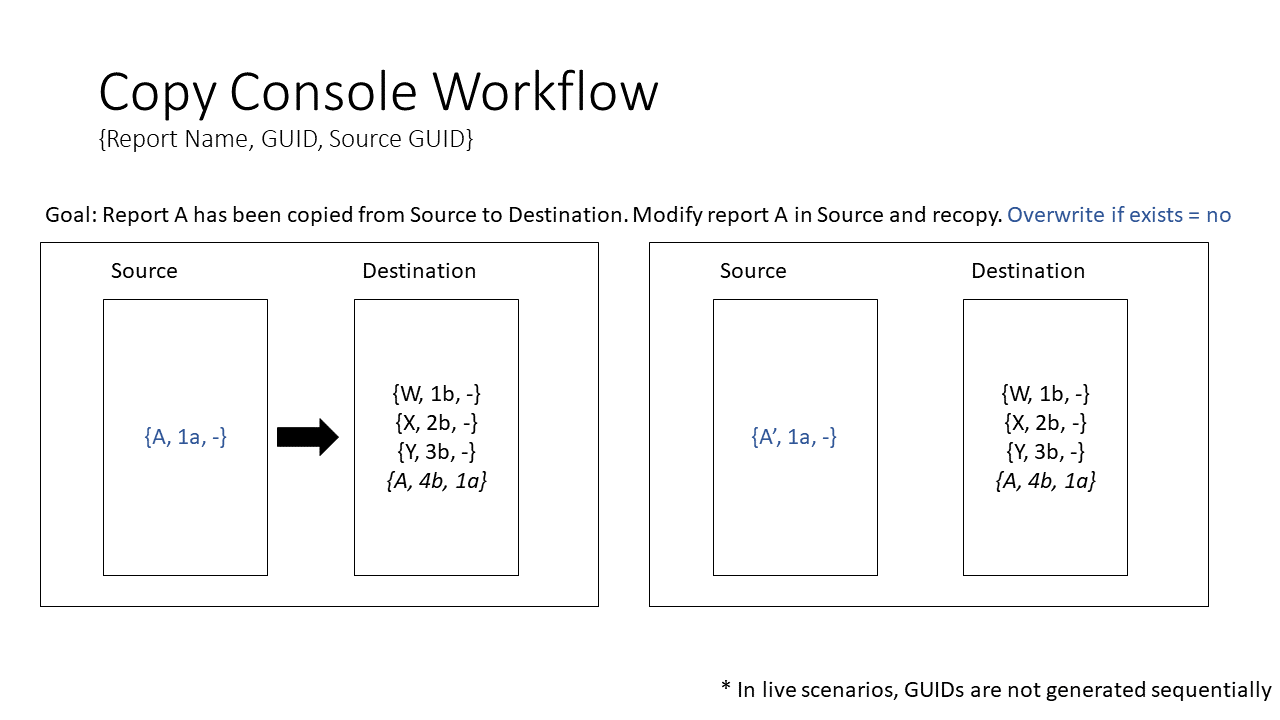 Copy Console Workflow
{Report Name, GUID, Source GUID}
Goal: Report A has been copied from Source to Destination. Modify report A in Source and recopy. Overwrite if exists = no
Source
Destination
{A, 1a, -}
{W, 1b, -}
{X, 2b, -}
{Y, 3b, -}
{A, 4b, 1a}
Source
Destination
{A’, 1a, -}
{W, 1b, -}
{X, 2b, -}
{Y, 3b, -}
{A, 4b, 1a}
* In live scenarios, GUIDs are not generated sequentially